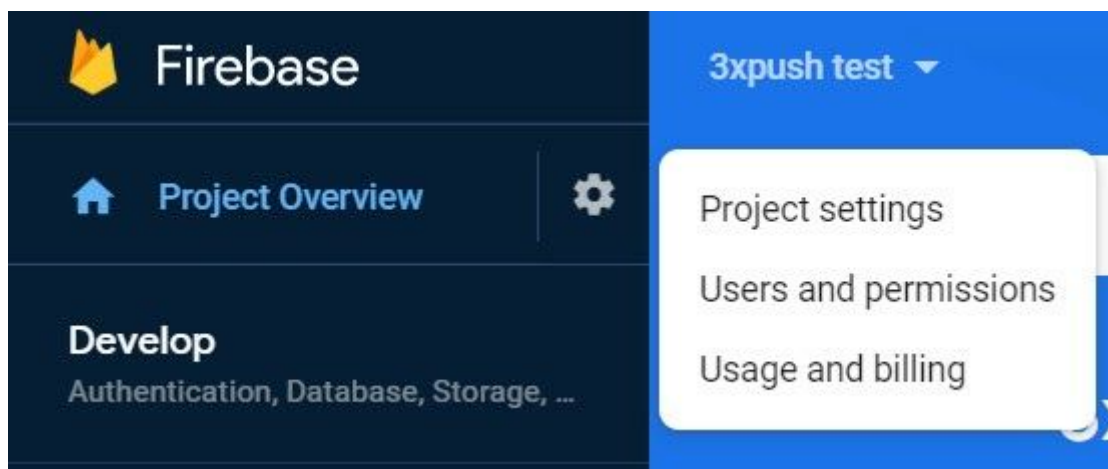 Firebase
3xpush test
Project Overview
Project settings
Users and permissions
Usage and billing
Develop
Authentication, Database, Storage, ...